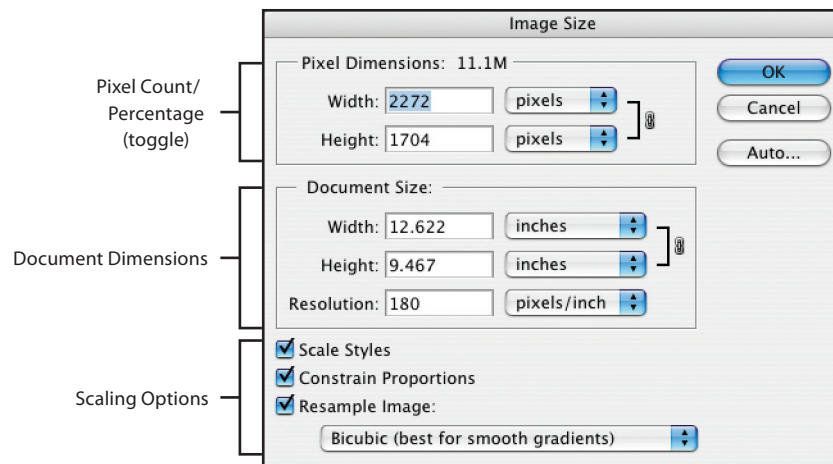 Image Size
Pixel Count/
Percentage
(toggle)
Pixel Dimensions: 11.1M
Width: 2272 pixels
Height: 1704 pixels
OK
Cancel
Auto...
Document Dimensions
Document Size:
Width: 12.622 inches
Height: 9.467 inches
Resolution: 180 pixels/inch
Scaling Options
Scale Styles
Constrain Proportions
Resample Image:
Bicubic (best for smooth gradients)